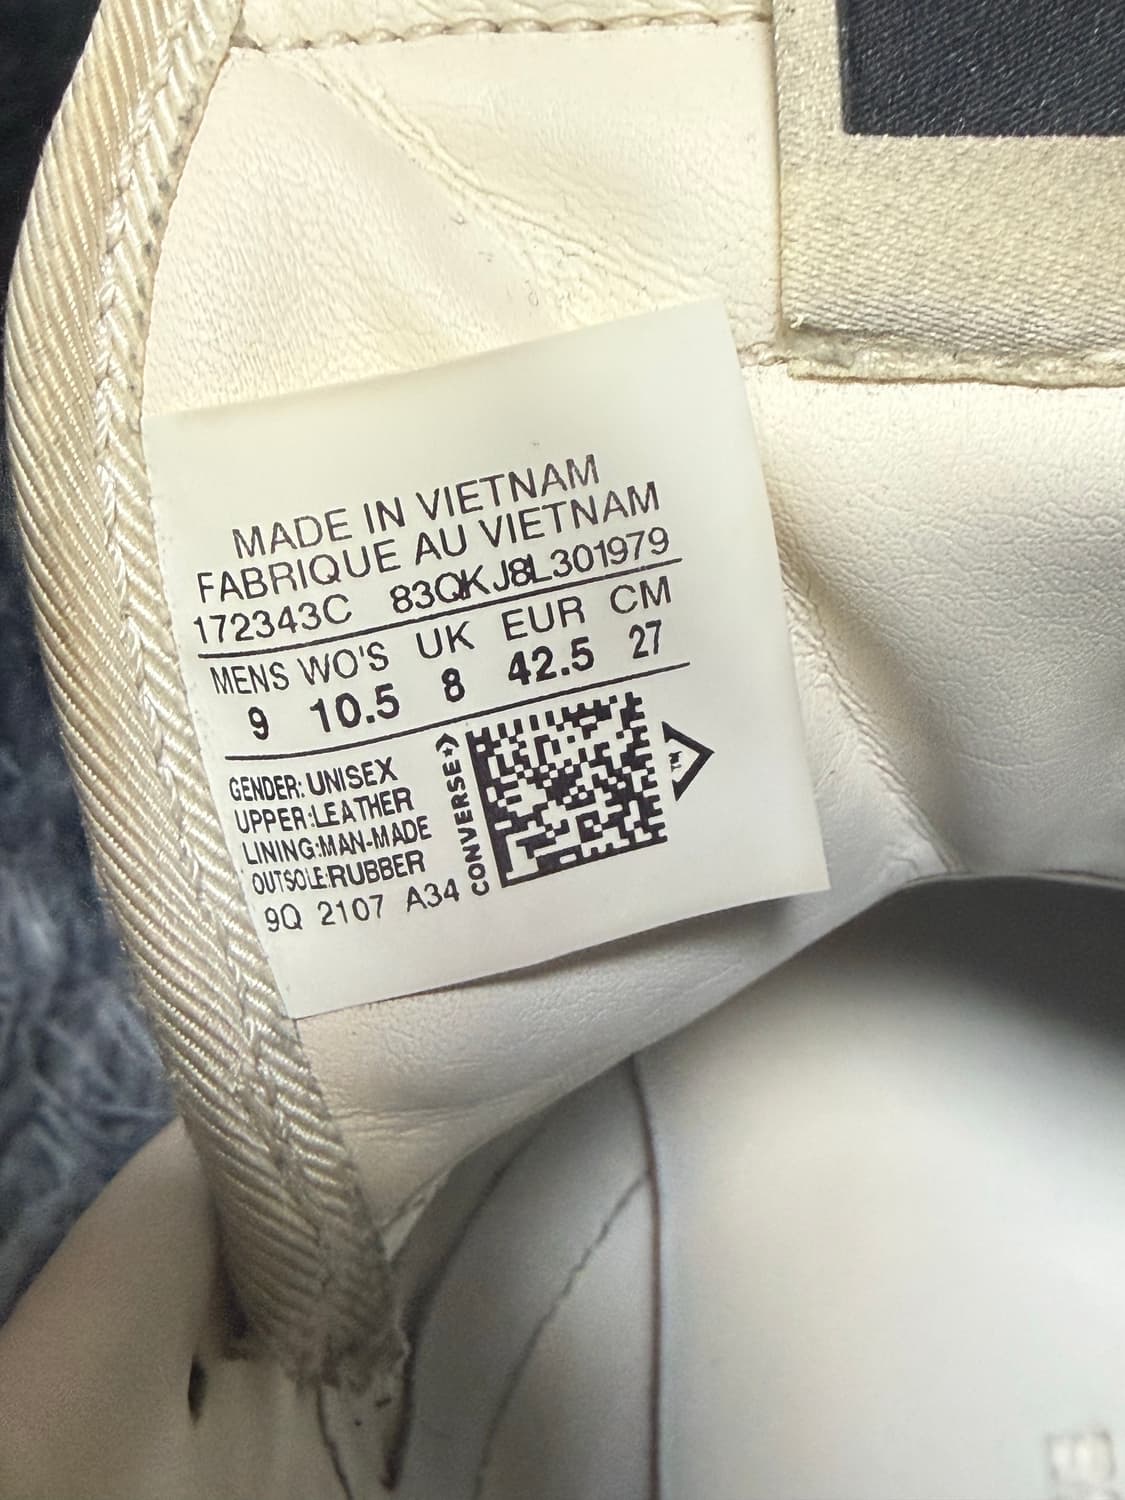 MADE IN VIETNAM
FABRIQUE AU VIETNAM
172343C 83QKJ8L301979
MENS WO'S UK EUR CM
9 10.5 8 42.5 27
GENDER: UNISEX
UPPER:LEATHER
LINING:MAN-MADE
OUTSOLE:RUBBER
9Q 2107 A34
CONVERSE
TM